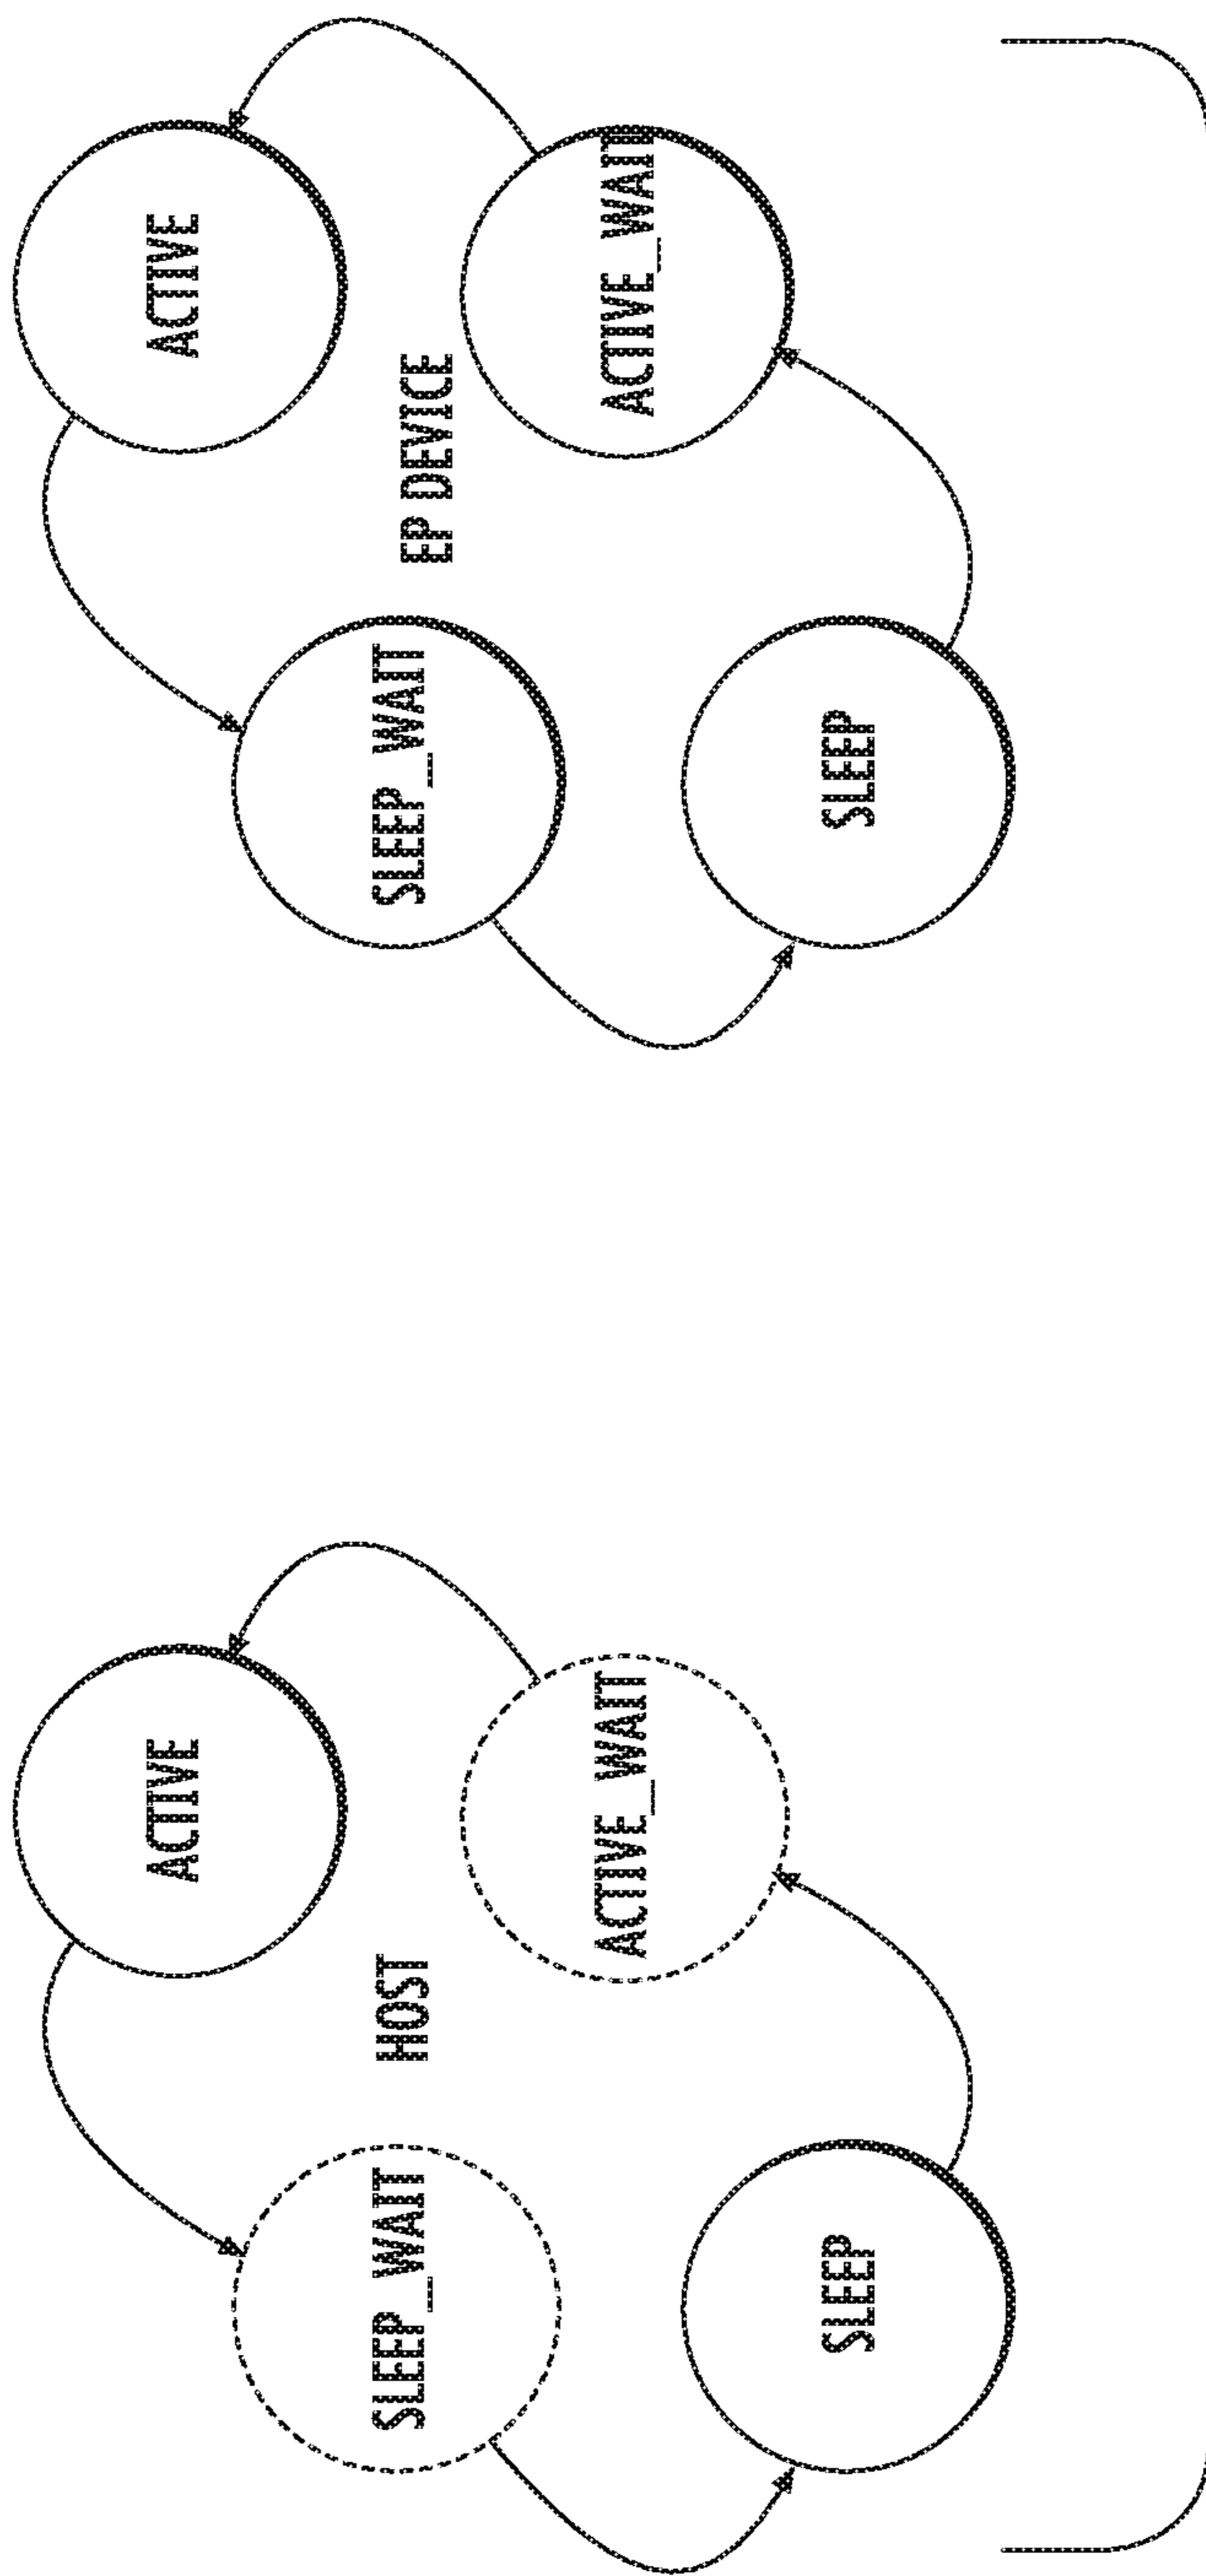 ACTIVE
SLEEP_WAIT
HOST
ACTIVE_WAIT
SLEEP
ACTIVE
SLEEP_WAIT
EP DEVICE
ACTIVE_WAIT
SLEEP